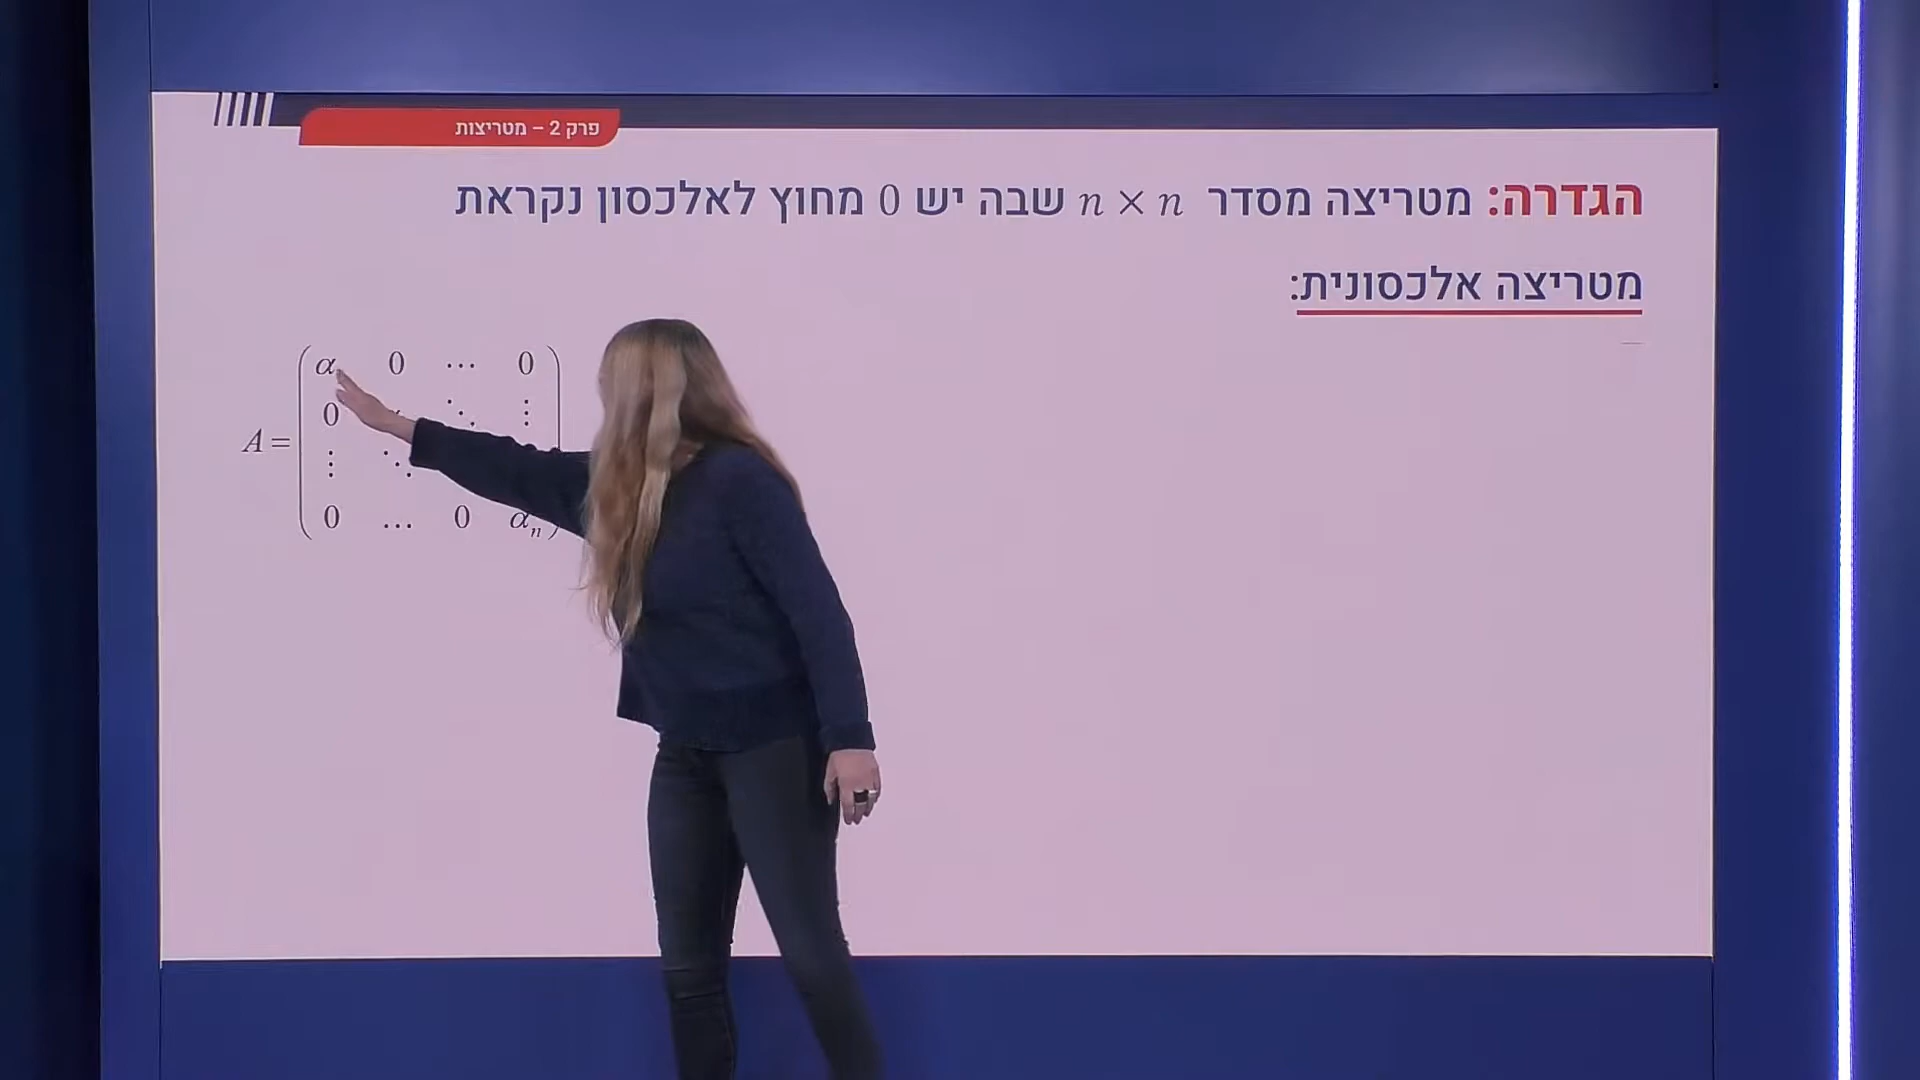 פרק 2 – מטריצות
הגדרה: מטריצה מסדר n × n שבה יש 0 מחוץ לאלכסון נקראת
מטריצה אלכסונית:
α 0 ⋯ 0
0 ⋱ ⋮
A =
⋮ ⋱
0 … 0 αₙ